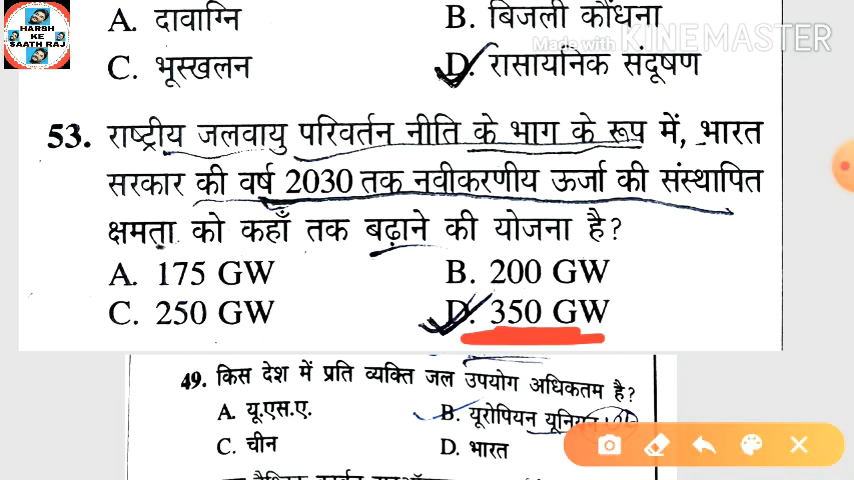 HARSH
KE
SAATH RAJ
A. दावाग्नि
B. बिजली कौंधना
Made with KINEMASTER
C. भूस्खलन
D. रासायनिक संदूषण
53. राष्ट्रीय जलवायु परिवर्तन नीति के भाग के रूप में, भारत
सरकार की वर्ष 2030 तक नवीकरणीय ऊर्जा की संस्थापित
क्षमता को कहाँ तक बढ़ाने की योजना है?
A. 175 GW
B. 200 GW
C. 250 GW
D. 350 GW
49. किस देश में प्रति व्यक्ति जल उपयोग अधिकतम है?
A. यू.एस.ए.
B. यूरोपियन यूनियन
C. चीन
D. भारत